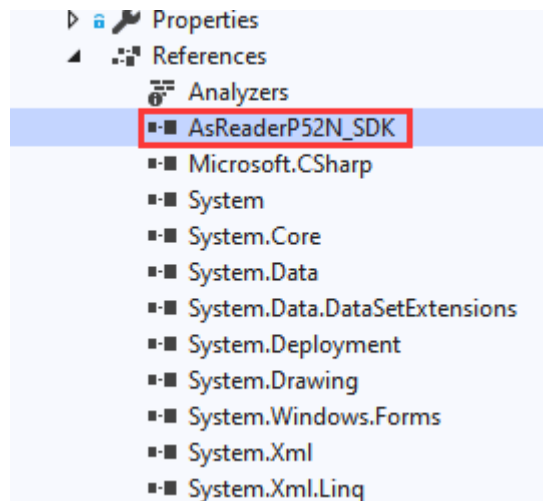 Properties
References
Analyzers
AsReaderP52N_SDK
Microsoft.CSharp
System
System.Core
System.Data
System.Data.DataSetExtensions
System.Deployment
System.Drawing
System.Windows.Forms
System.Xml
System.Xml.Linq